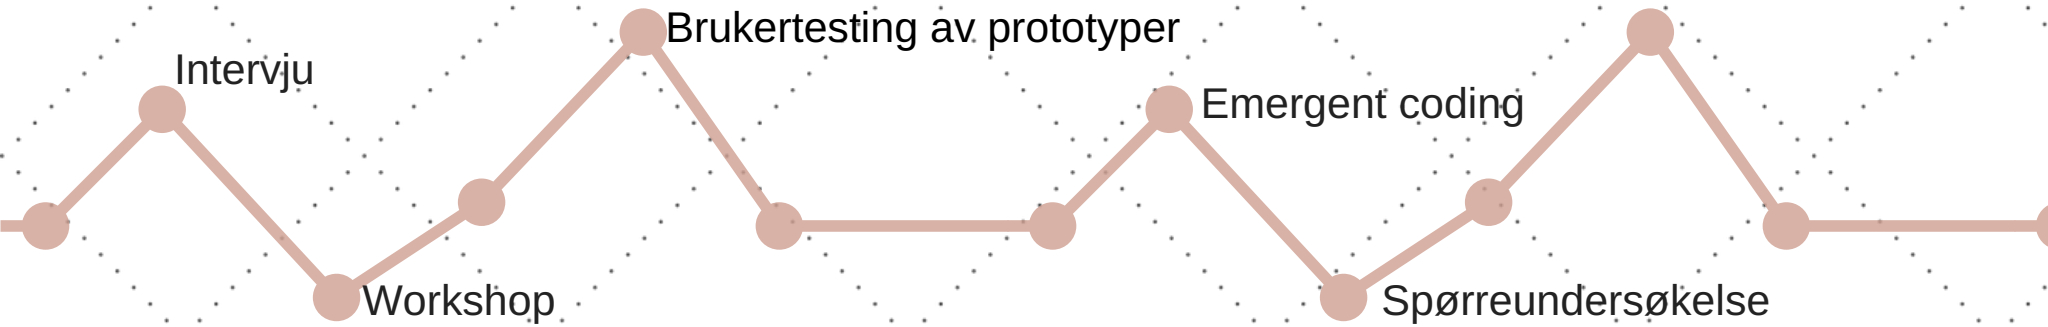 Intervju
Workshop
Brukertesting av prototyper
Emergent coding
Spørreundersøkelse